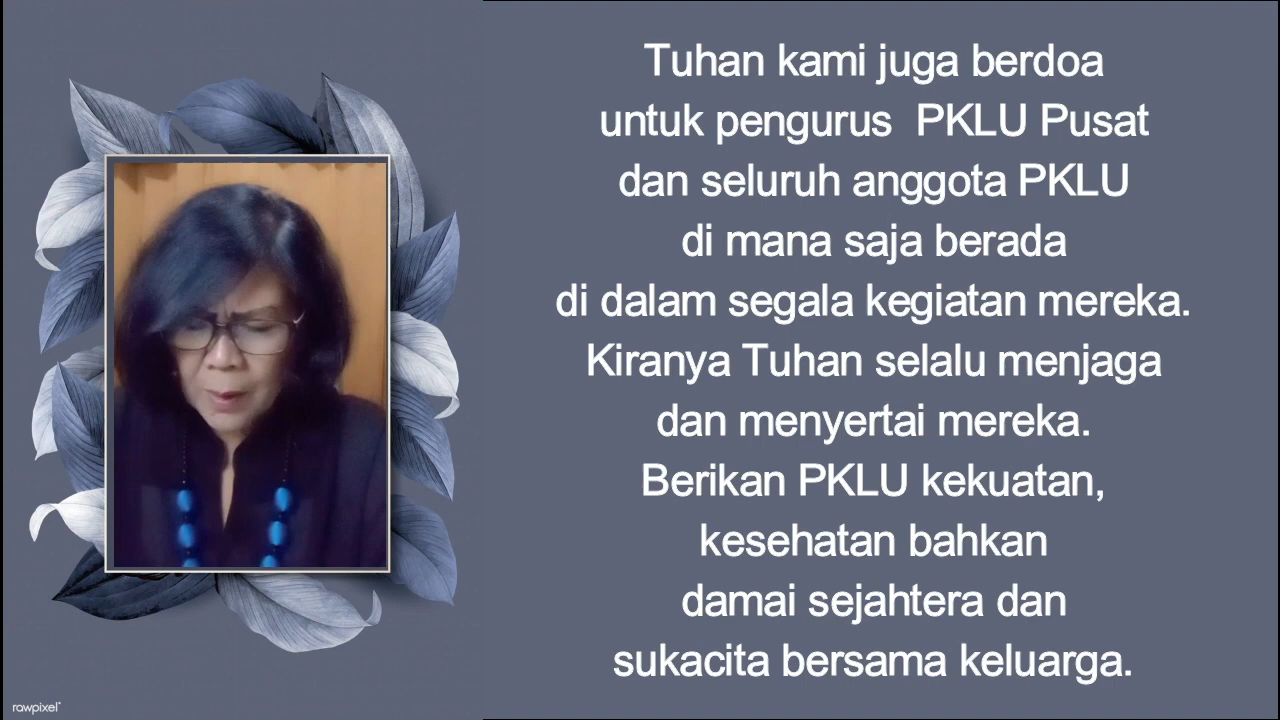 Tuhan kami juga berdoa
untuk pengurus  PKLU Pusat
dan seluruh anggota PKLU
di mana saja berada
di dalam segala kegiatan mereka.
Kiranya Tuhan selalu menjaga
dan menyertai mereka.
Berikan PKLU kekuatan,
kesehatan bahkan
damai sejahtera dan
sukacita bersama keluarga.
rawpixel